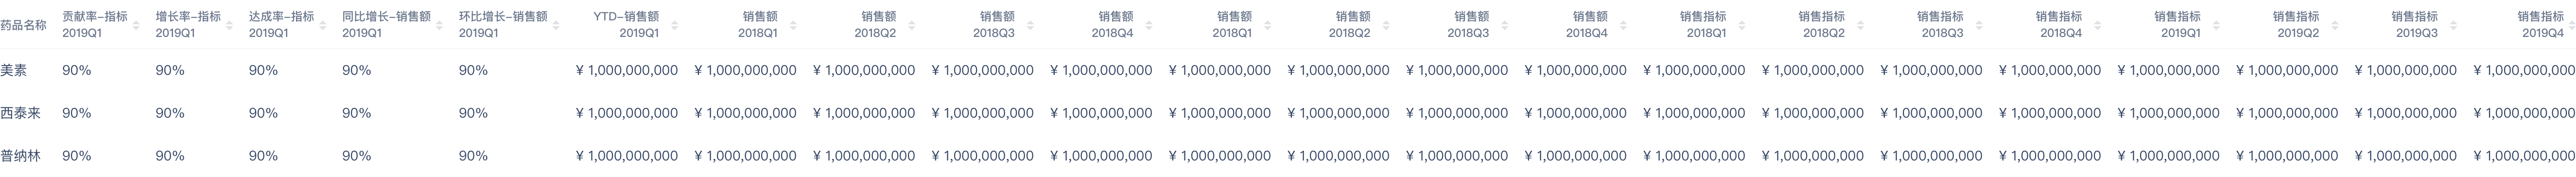 药品名称 贡献率-指标 增长率-指标 达成率-指标 同比增长-销售额 环比增长-销售额 YTD-销售额 销售额 销售额 销售额 销售额 销售额 销售额 销售额 销售额 销售指标 销售指标 销售指标 销售指标 销售指标 销售指标 销售指标 销售指标
2019Q1 2019Q1 2019Q1 2019Q1 2019Q1 2019Q1 2018Q1 2018Q2 2018Q3 2018Q4 2018Q1 2018Q2 2018Q3 2018Q4 2018Q1 2018Q2 2018Q3 2018Q4 2019Q1 2019Q2 2019Q3 2019Q4
美素 90% 90% 90% 90% 90% ¥ 1,000,000,000 ¥ 1,000,000,000 ¥ 1,000,000,000 ¥ 1,000,000,000 ¥ 1,000,000,000 ¥ 1,000,000,000 ¥ 1,000,000,000 ¥ 1,000,000,000 ¥ 1,000,000,000 ¥ 1,000,000,000 ¥ 1,000,000,000 ¥ 1,000,000,000 ¥ 1,000,000,000 ¥ 1,000,000,000 ¥ 1,000,000,000 ¥ 1,000,000,000 ¥ 1,000,000,000
西泰来 90% 90% 90% 90% 90% ¥ 1,000,000,000 ¥ 1,000,000,000 ¥ 1,000,000,000 ¥ 1,000,000,000 ¥ 1,000,000,000 ¥ 1,000,000,000 ¥ 1,000,000,000 ¥ 1,000,000,000 ¥ 1,000,000,000 ¥ 1,000,000,000 ¥ 1,000,000,000 ¥ 1,000,000,000 ¥ 1,000,000,000 ¥ 1,000,000,000 ¥ 1,000,000,000 ¥ 1,000,000,000 ¥ 1,000,000,000
普纳林 90% 90% 90% 90% 90% ¥ 1,000,000,000 ¥ 1,000,000,000 ¥ 1,000,000,000 ¥ 1,000,000,000 ¥ 1,000,000,000 ¥ 1,000,000,000 ¥ 1,000,000,000 ¥ 1,000,000,000 ¥ 1,000,000,000 ¥ 1,000,000,000 ¥ 1,000,000,000 ¥ 1,000,000,000 ¥ 1,000,000,000 ¥ 1,000,000,000 ¥ 1,000,000,000 ¥ 1,000,000,000 ¥ 1,000,000,000